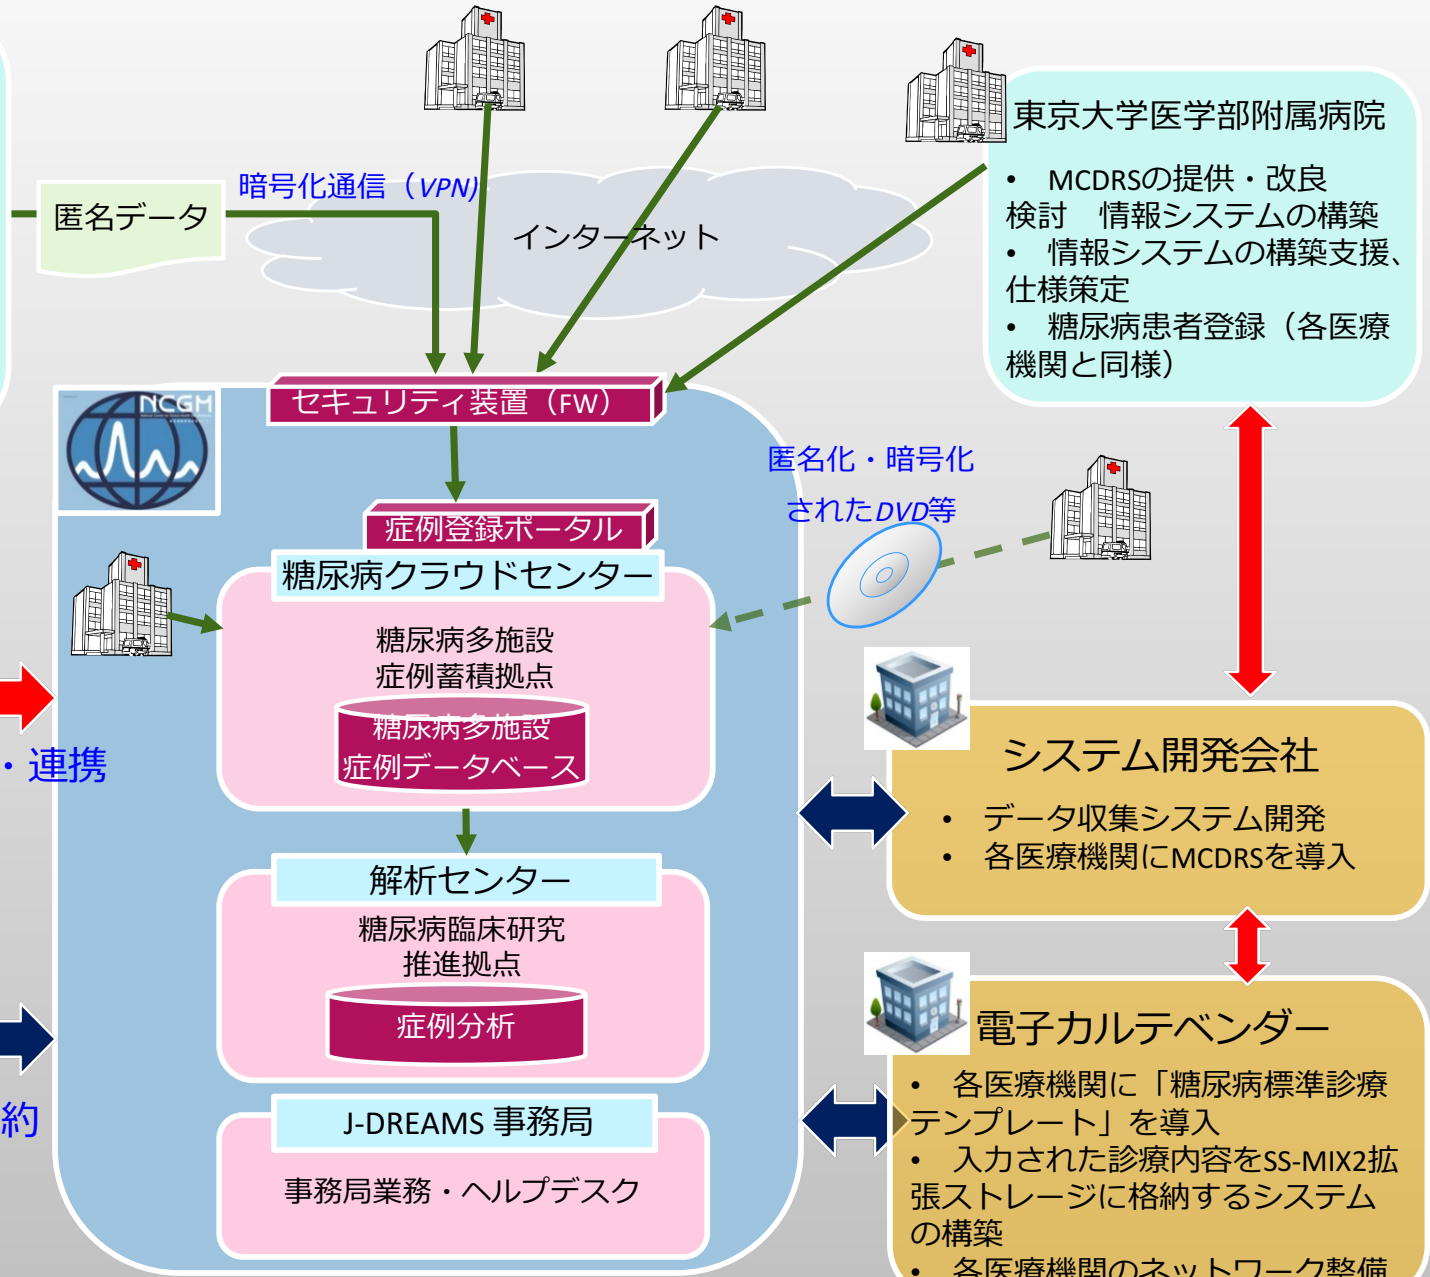 東京大学医学部附属病院
• MCDRSの提供・改良
検討 情報システムの構築
• 情報システムの構築支援、
仕様策定
• 糖尿病患者登録（各医療
機関と同様）
暗号化通信（VPN)
匿名データ
インターネット
セキュリティ装置（FW）
NCGM
匿名化・暗号化
されたDVD等
症例登録ポータル
糖尿病クラウドセンター
糖尿病多施設
症例蓄積拠点
糖尿病多施設
症例データベース
・連携
システム開発会社
• データ収集システム開発
• 各医療機関にMCDRSを導入
解析センター
糖尿病臨床研究
推進拠点
症例分析
約
電子カルテベンダー
• 各医療機関に「糖尿病標準診療
テンプレート」を導入
• 入力された診療内容をSS-MIX2拡
張ストレージに格納するシステム
の構築
• 各医療機関のネットワーク整備
J-DREAMS 事務局
事務局業務・ヘルプデスク